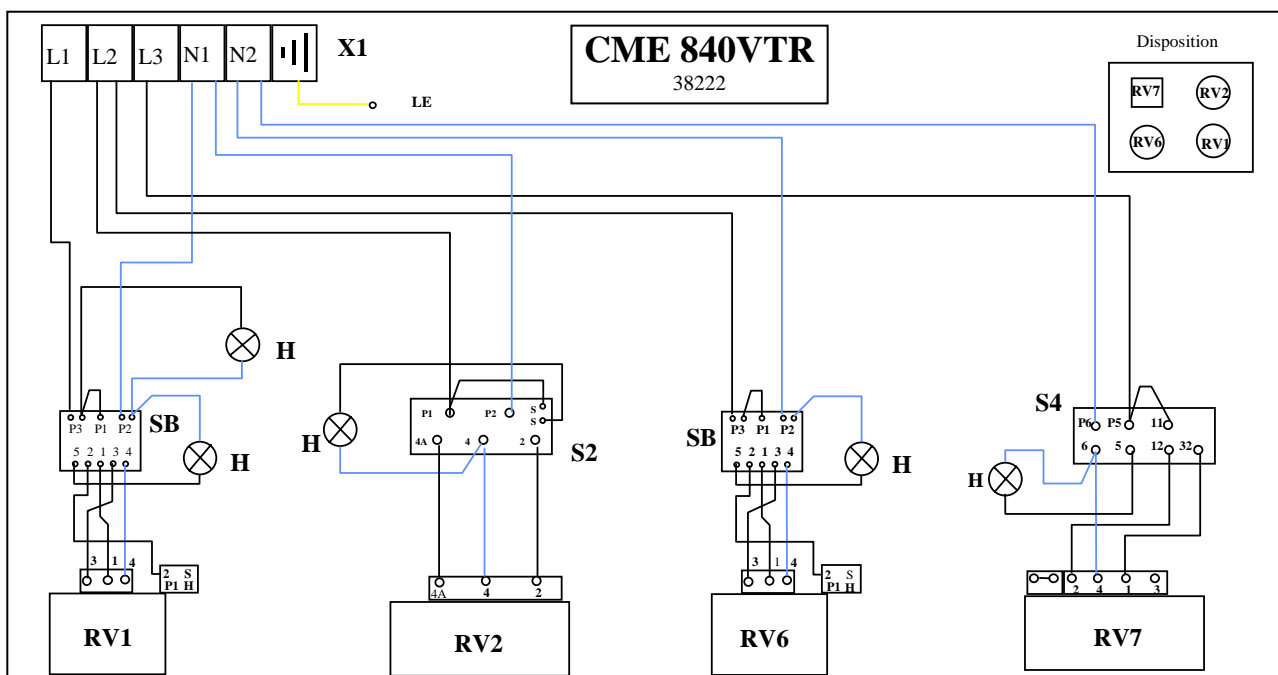 L1 L2 L3 N1 N2 X1
CME 840VTR
38222
Disposition
RV7 RV2
RV6 RV1
LE
H
P3 P1 P2
SB
5 2 1 3 4
H
3 1 4
2 S
P1 H
RV1
H
P1 P2 S
S
4A 4 2
S2
4A 4 2
RV2
SB
P3 P1 P2
5 2 1 3 4
H
3 1 4
2 S
P1 H
RV6
S4
P6 P5 11
6 5 12 32
H
2 4 1 3
RV7